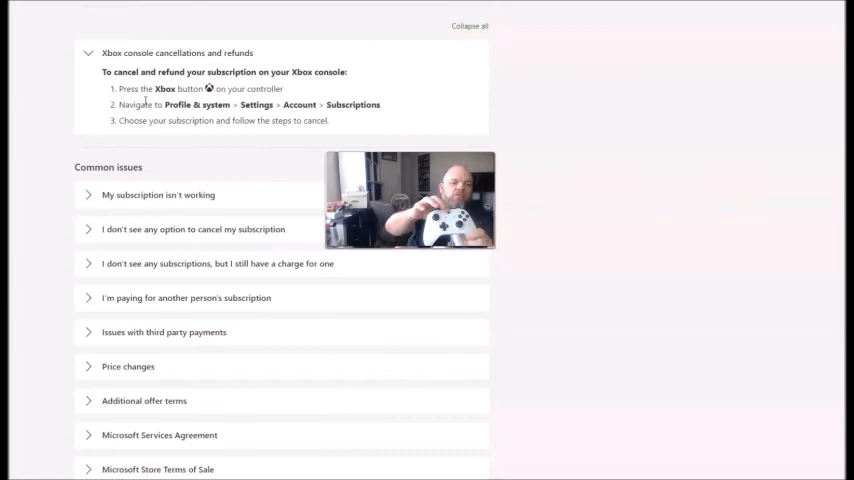 Collapse all
Xbox console cancellations and refunds
To cancel and refund your subscription on your Xbox console:
1. Press the Xbox button on your controller
2. Navigate to Profile & system > Settings > Account > Subscriptions
3. Choose your subscription and follow the steps to cancel.
Common issues
My subscription isn't working
I don't see any option to cancel my subscription
I don't see any subscriptions, but I still have a charge for one
I'm paying for another person's subscription
Issues with third party payments
Price changes
Additional offer terms
Microsoft Services Agreement
Microsoft Store Terms of Sale